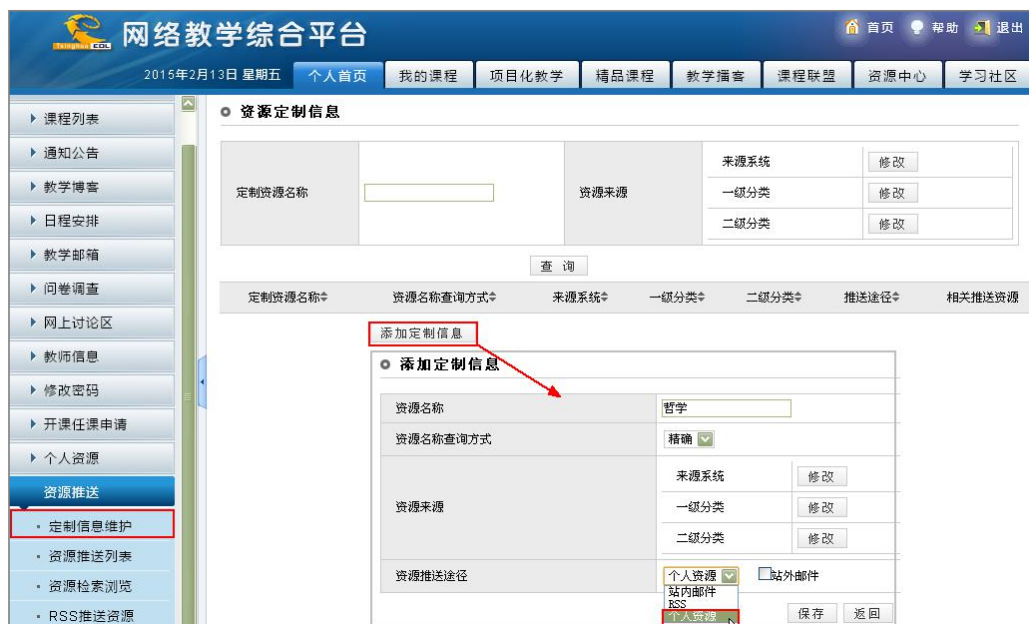 Tsinghua EOL 网络教学综合平台 首页 帮助 退出
2015年2月13日 星期五 个人首页 我的课程 项目化教学 精品课程 教学播客 课程联盟 资源中心 学习社区
课程列表
通知公告
教学博客
日程安排
教学邮箱
问卷调查
网上讨论区
教师信息
修改密码
开课任课申请
个人资源
资源推送
定制信息维护
资源推送列表
资源检索浏览
RSS推送资源
资源定制信息
定制资源名称 资源来源
来源系统 修改
一级分类 修改
二级分类 修改
查 询
定制资源名称 资源名称查询方式 来源系统 一级分类 二级分类 推送途径 相关推送资源
添加定制信息
添加定制信息
资源名称 哲学
资源名称查询方式 精确
资源来源
来源系统 修改
一级分类 修改
二级分类 修改
资源推送途径 个人资源 站外邮件
站内邮件
RSS
个人资源
保存 返回